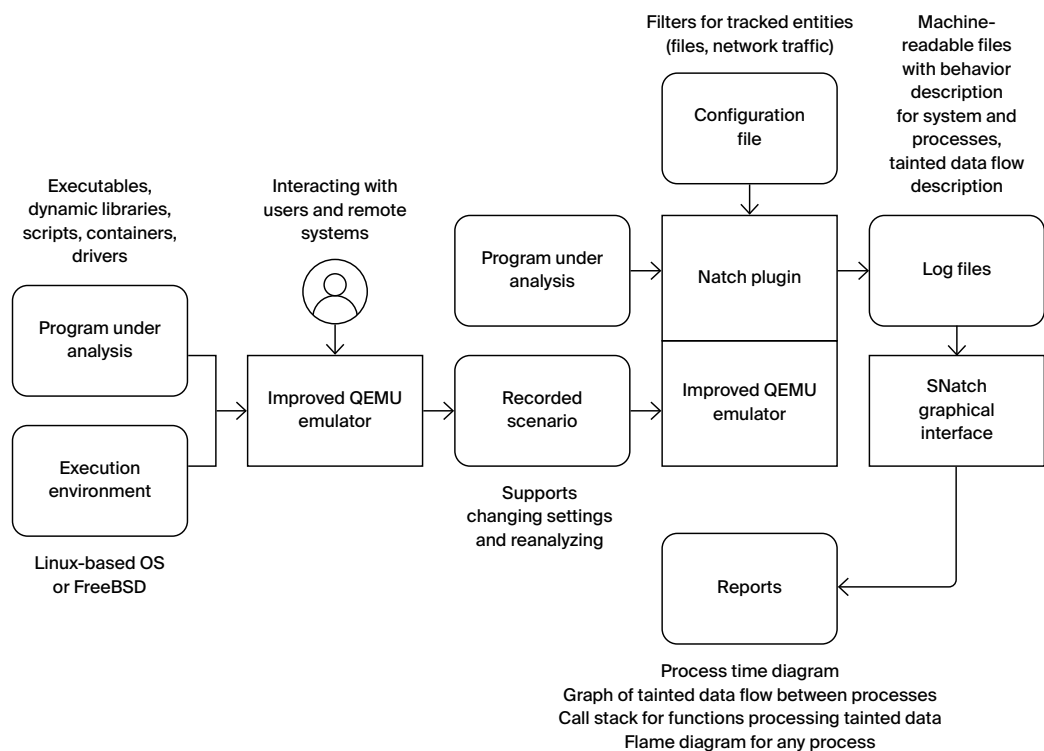 Filters for tracked entities
(files, network traffic)
Configuration
file
Machine-
readable files
with behavior
description
for system and
processes,
tainted data flow
description
Executables,
dynamic libraries,
scripts, containers,
drivers
Interacting with
users and remote
systems
Program under
analysis
Program under
analysis
Natch plugin
Log files
Execution
environment
Linux-based OS
or FreeBSD
Improved QEMU
emulator
Recorded
scenario
Supports
changing settings
and reanalyzing
Improved QEMU
emulator
SNatch
graphical
interface
Reports
Process time diagram
Graph of tainted data flow between processes
Call stack for functions processing tainted data
Flame diagram for any process